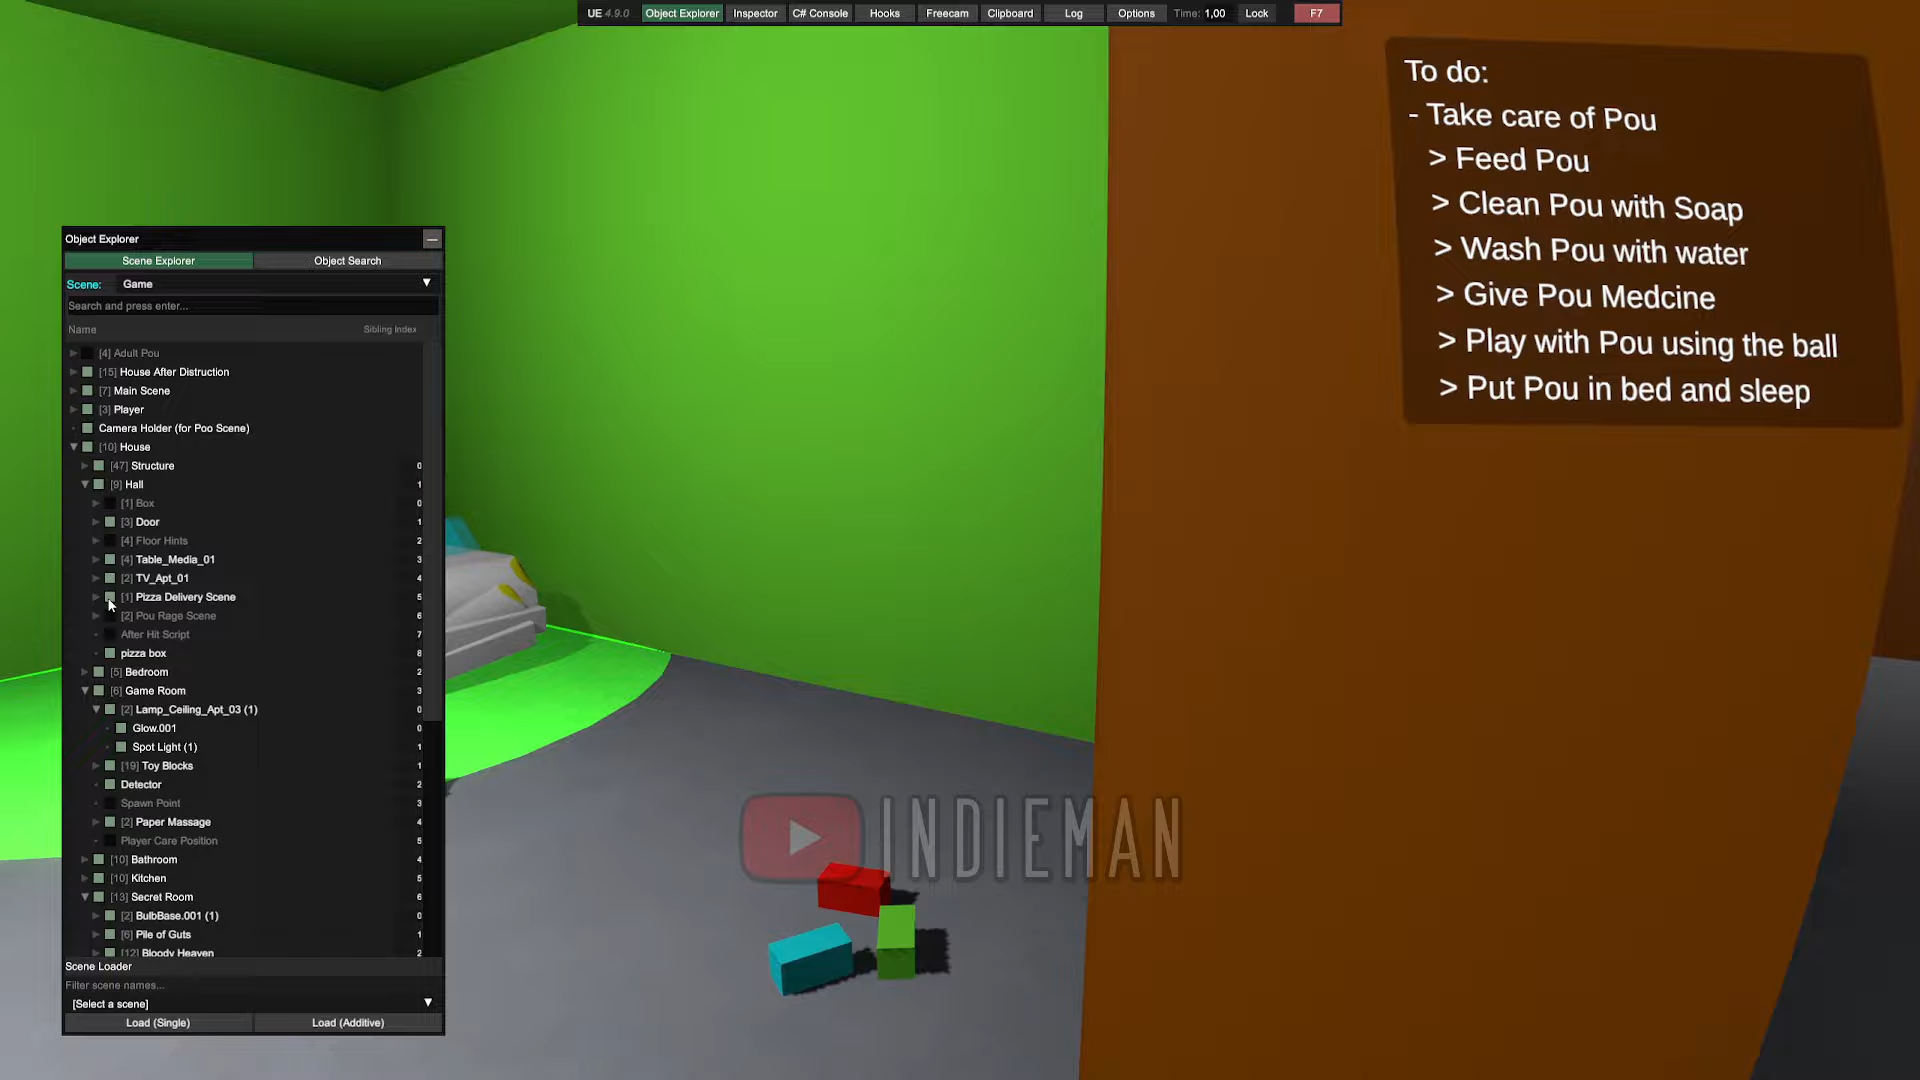 UE 4.9.0 Object Explorer Inspector C# Console Hooks Freecam Clipboard Log Options Time: 1,00 Lock F7
To do:
- Take care of Pou
> Feed Pou
> Clean Pou with Soap
> Wash Pou with water
> Give Pou Medcine
> Play with Pou using the ball
> Put Pou in bed and sleep
Object Explorer
Scene Explorer Object Search
Scene: Game
Search and press enter...
Name Sibling Index
[4] Adult Pou
[15] House After Distruction
[7] Main Scene
[3] Player
Camera Holder (for Poo Scene)
[10] House
[47] Structure 0
[9] Hall 1
[1] Box 0
[3] Door 1
[4] Floor Hints 2
[4] Table_Media_01 3
[2] TV_Apt_01 4
[1] Pizza Delivery Scene 5
[2] Pou Rage Scene 6
After Hit Script 7
pizza box 8
[5] Bedroom 2
[6] Game Room 3
[2] Lamp_Ceiling_Apt_03 (1) 0
Glow.001 0
Spot Light (1) 1
[19] Toy Blocks 1
Detector 2
Spawn Point 3
[2] Paper Massage 4
Player Care Position 5
[10] Bathroom 4
[10] Kitchen 5
[13] Secret Room 6
[2] BulbBase.001 (1) 0
[6] Pile of Guts 1
[12] Bloody Heaven 2
Scene Loader
Filter scene names...
[Select a scene]
Load (Single) Load (Additive)
INDIEMAN